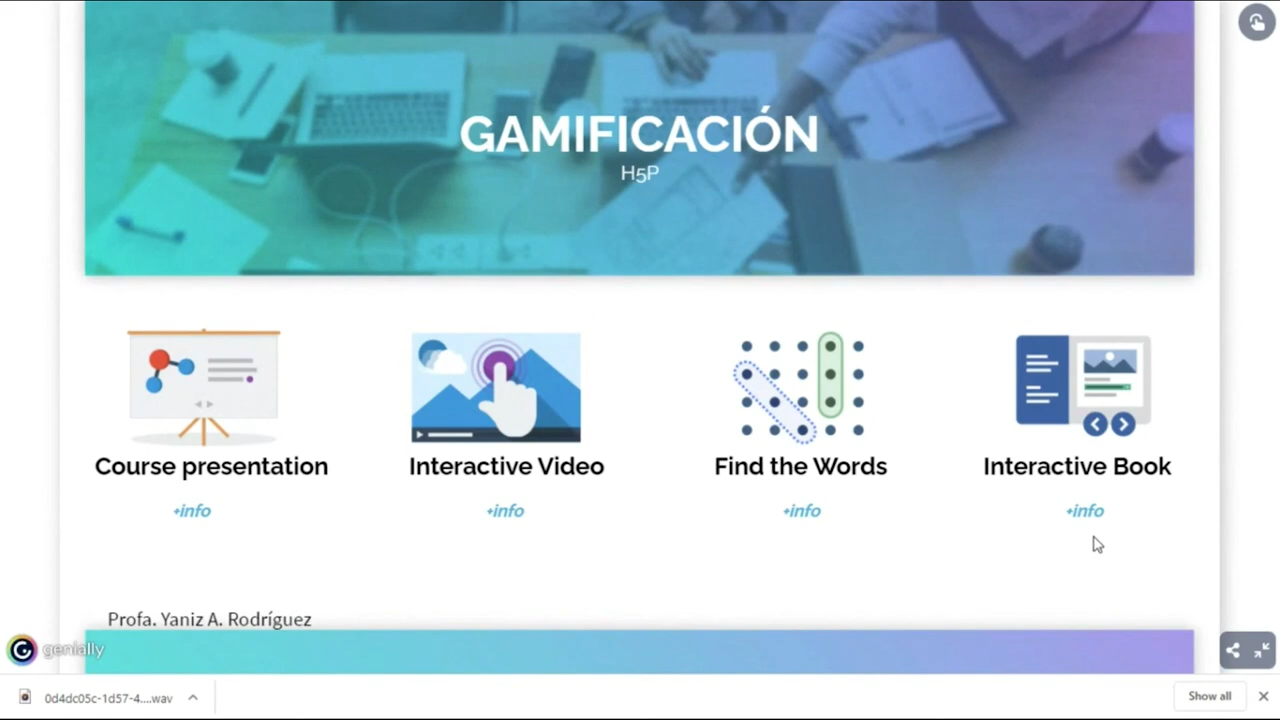 GAMIFICACIÓN
H5P
Course presentation
Interactive Video
Find the Words
Interactive Book
+info
+info
+info
+info
Profa. Yaniz A. Rodríguez
genially
0d4dc05c-1d57-4....wav
Show all